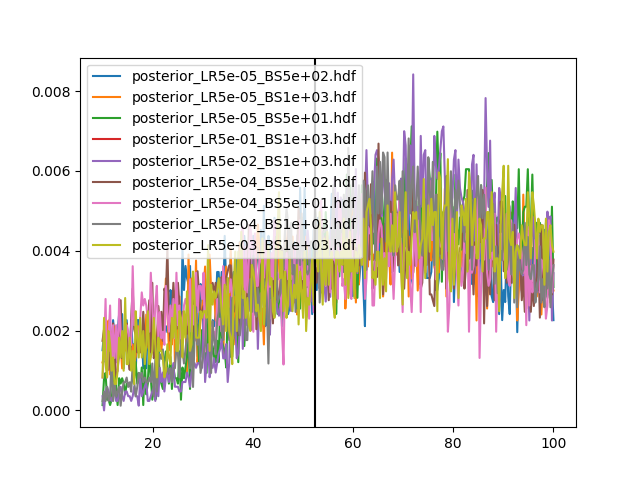 0.008
0.006
0.004
0.002
0.000
posterior_LR5e-05_BS5e+02.hdf
posterior_LR5e-05_BS1e+03.hdf
posterior_LR5e-05_BS5e+01.hdf
posterior_LR5e-01_BS1e+03.hdf
posterior_LR5e-02_BS1e+03.hdf
posterior_LR5e-04_BS5e+02.hdf
posterior_LR5e-04_BS5e+01.hdf
posterior_LR5e-04_BS1e+03.hdf
posterior_LR5e-03_BS1e+03.hdf
20 40 60 80 100